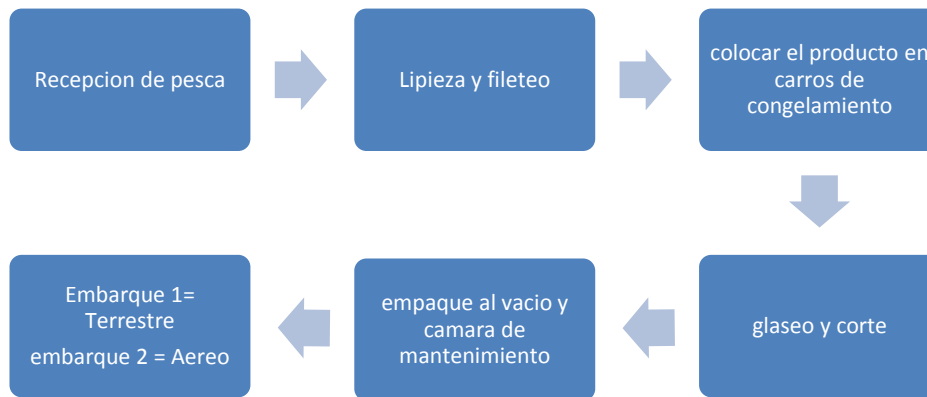 Recepcion de pesca
Lipieza y fileteo
colocar el producto en
carros de
congelamiento
glaseo y corte
empaque al vacio y
camara de
mantenimiento
Embarque 1=
Terrestre
embarque 2 = Aereo